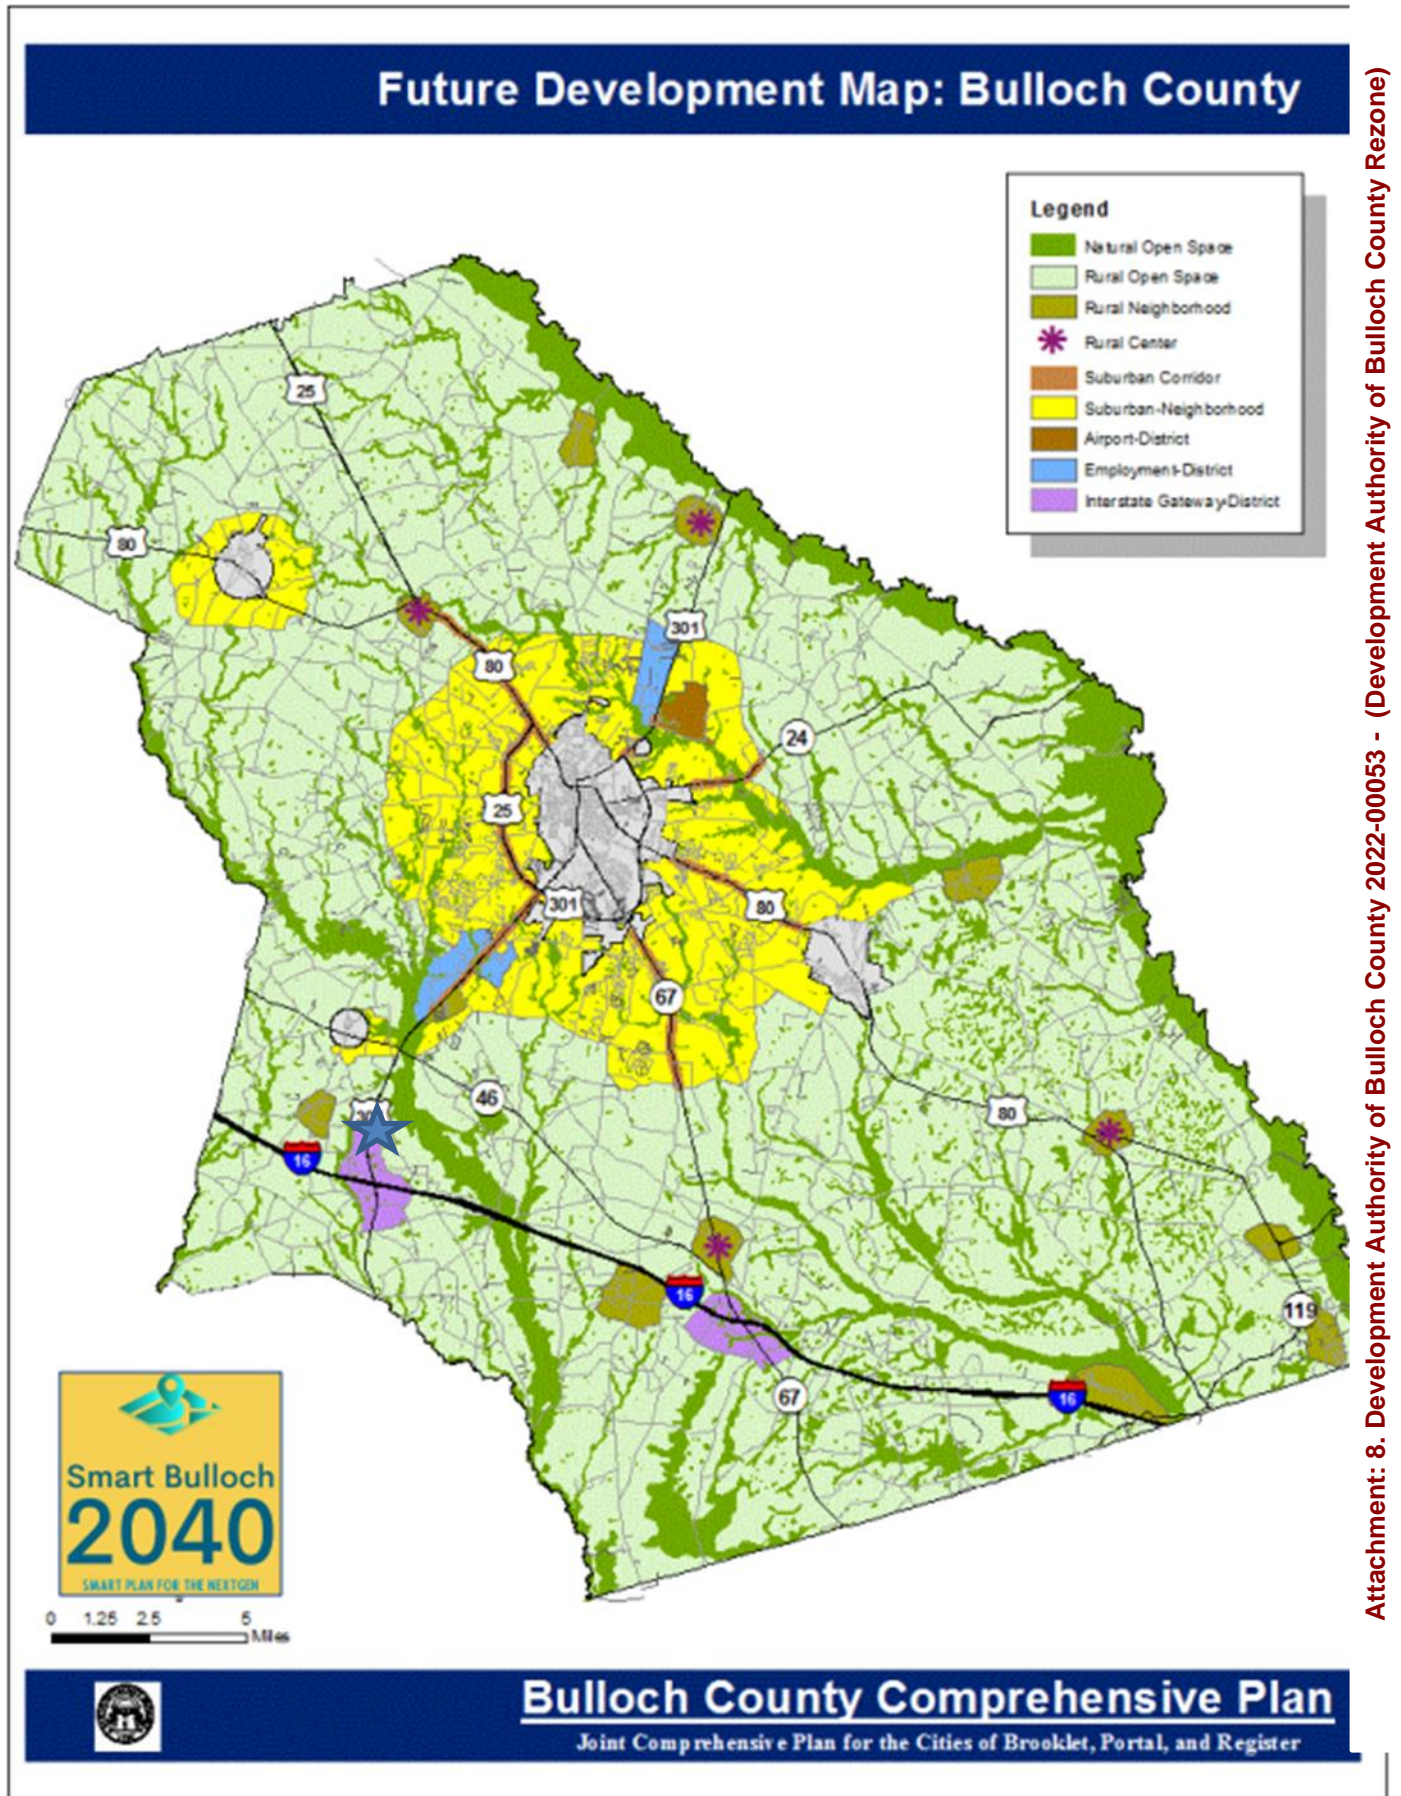 Future Development Map: Bulloch County
Legend
Natural Open Space
Rural Open Space
Rural Neighborhood
Rural Center
Suburban Corridor
Suburban-Neighborhood
Airport-District
Employment-District
Interstate Gateway-District
25
80
301
80
24
25
301
80
67
46
80
16
16
119
67
16
Smart Bulloch
2040
SMART PLAN FOR THE NEXTGEN
0 1.25 2.5 5
Miles
Bulloch County Comprehensive Plan
Joint Comprehensive Plan for the Cities of Brooklet, Portal, and Register
Attachment: 8. Development Authority of Bulloch County 2022-00053 - (Development Authority of Bulloch County Rezone)